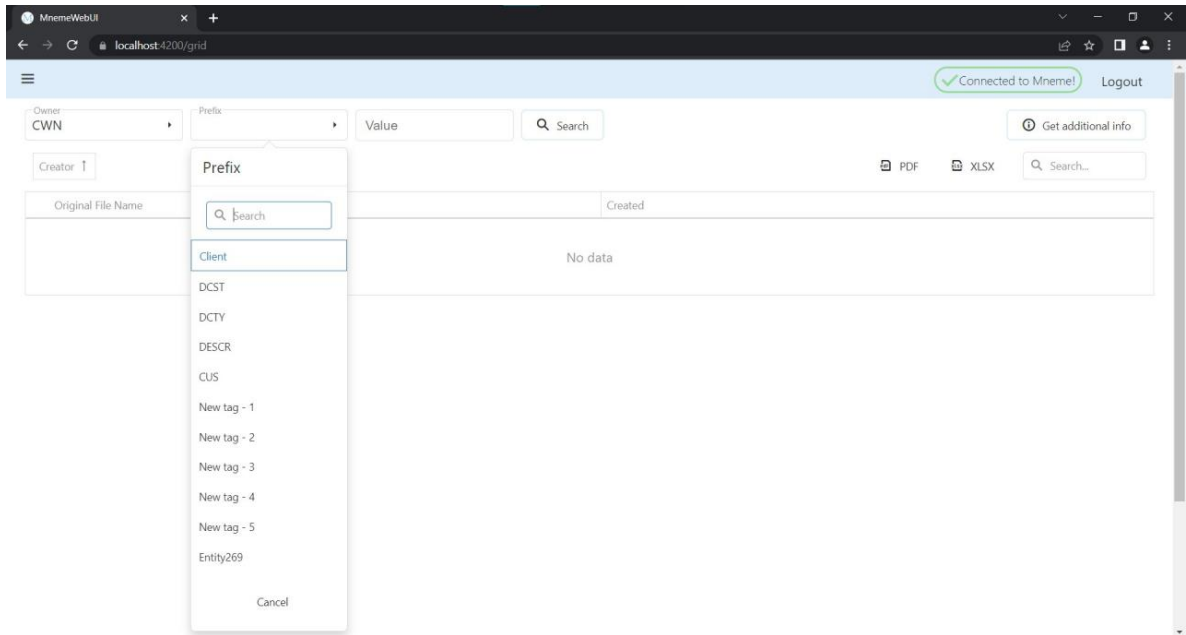 MnemeWebUI
localhost:4200/grid
Connected to Mneme!
Logout
Owner
CWN
Prefix
Value
Search
Get additional info
Creator
PDF
XLSX
Search...
Original File Name
Created
No data
Prefix
Search
Client
DCST
DCTY
DESCR
CUS
New tag - 1
New tag - 2
New tag - 3
New tag - 4
New tag - 5
Entity269
Cancel